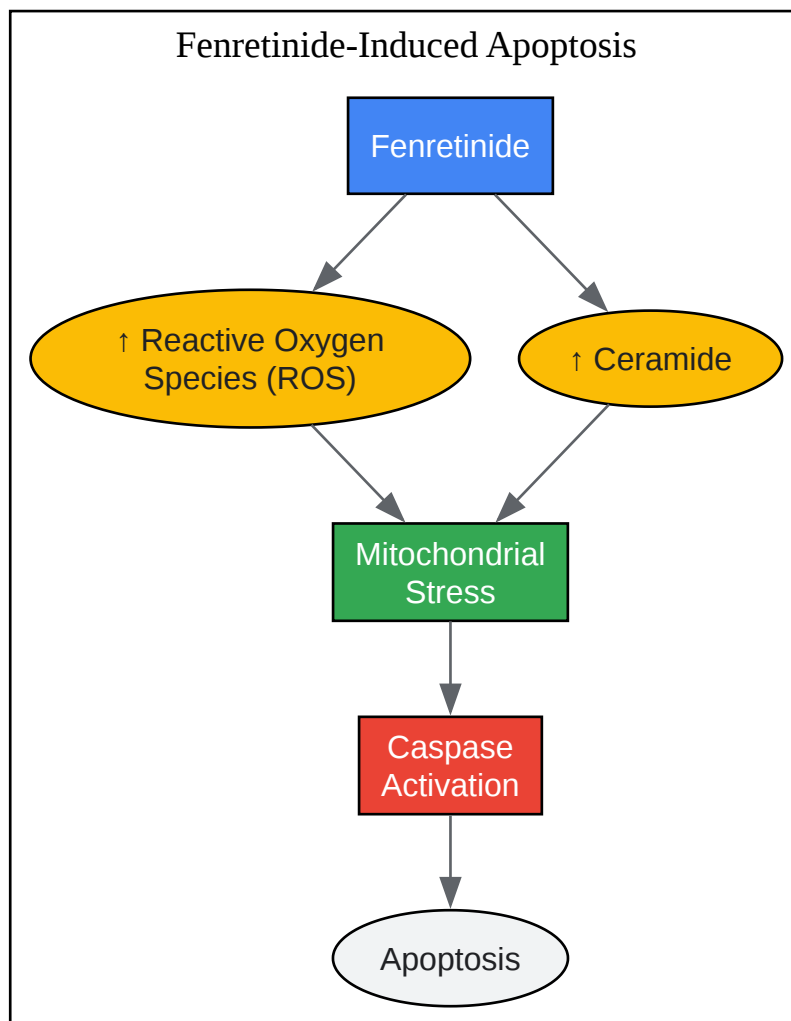 Fenretinide-Induced Apoptosis
Fenretinide
↑ Reactive Oxygen
Species (ROS)
↑ Ceramide
Mitochondrial
Stress
Caspase
Activation
Apoptosis